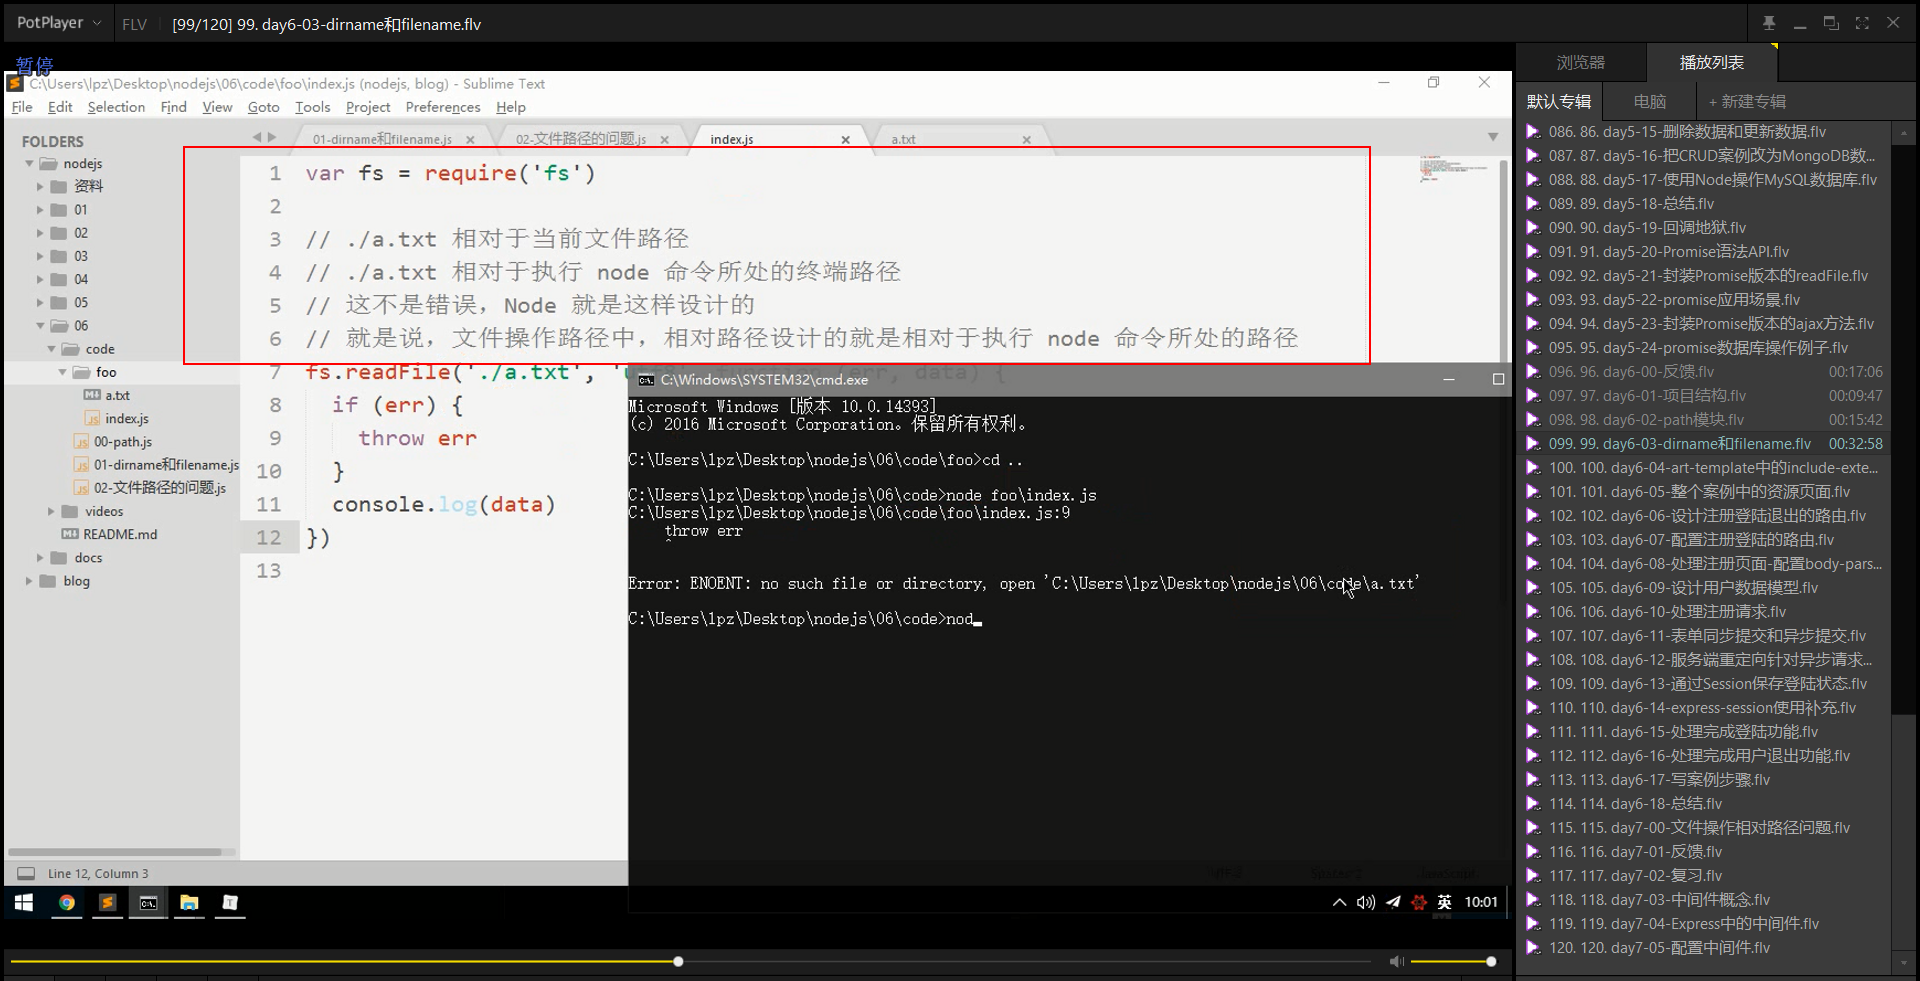 PotPlayer
FLV
[99/120] 99. day6-03-dirname和filename.flv
暂停
C:\Users\lpz\Desktop\nodejs\06\code\foo\index.js (nodejs, blog) - Sublime Text
File Edit Selection Find View Goto Tools Project Preferences Help
FOLDERS
nodejs
资料
01
02
03
04
05
06
code
foo
a.txt
index.js
00-path.js
01-dirname和filename.js
02-文件路径的问题.js
videos
README.md
docs
blog
01-dirname和filename.js
02-文件路径的问题.js
index.js
a.txt
1 var fs = require('fs')
2
3 // ./a.txt 相对于当前文件路径
4 // ./a.txt 相对于执行 node 命令所处的终端路径
5 // 这不是错误，Node 就是这样设计的
6 // 就是说，文件操作路径中，相对路径设计的就是相对于执行 node 命令所处的路径
7 fs.readFile('./a.txt', 'utf8', function (err, data) {
8 if (err) {
9 throw err
10 }
11 console.log(data)
12 })
13
C:\Windows\SYSTEM32\cmd.exe
Microsoft Windows [版本 10.0.14393]
(c) 2016 Microsoft Corporation。保留所有权利。
C:\Users\lpz\Desktop\nodejs\06\code\foo>cd ..
C:\Users\lpz\Desktop\nodejs\06\code>node foo\index.js
C:\Users\lpz\Desktop\nodejs\06\code\foo\index.js:9
throw err
^
Error: ENOENT: no such file or directory, open 'C:\Users\lpz\Desktop\nodejs\06\code\a.txt'
C:\Users\lpz\Desktop\nodejs\06\code>nod
Line 12, Column 3
英
10:01
浏览器
播放列表
默认专辑
电脑
+ 新建专辑
086. 86. day5-15-删除数据和更新数据.flv
087. 87. day5-16-把CRUD案例改为MongoDB数...
088. 88. day5-17-使用Node操作MySQL数据库.flv
089. 89. day5-18-总结.flv
090. 90. day5-19-回调地狱.flv
091. 91. day5-20-Promise语法API.flv
092. 92. day5-21-封装Promise版本的readFile.flv
093. 93. day5-22-promise应用场景.flv
094. 94. day5-23-封装Promise版本的ajax方法.flv
095. 95. day5-24-promise数据库操作例子.flv
096. 96. day6-00-反馈.flv 00:17:06
097. 97. day6-01-项目结构.flv 00:09:47
098. 98. day6-02-path模块.flv 00:15:42
099. 99. day6-03-dirname和filename.flv 00:32:58
100. 100. day6-04-art-template中的include-exte...
101. 101. day6-05-整个案例中的资源页面.flv
102. 102. day6-06-设计注册登陆退出的路由.flv
103. 103. day6-07-配置注册登陆的路由.flv
104. 104. day6-08-处理注册页面-配置body-pars...
105. 105. day6-09-设计用户数据模型.flv
106. 106. day6-10-处理注册请求.flv
107. 107. day6-11-表单同步提交和异步提交.flv
108. 108. day6-12-服务端重定向针对异步请求...
109. 109. day6-13-通过Session保存登陆状态.flv
110. 110. day6-14-express-session使用补充.flv
111. 111. day6-15-处理完成登陆功能.flv
112. 112. day6-16-处理完成用户退出功能.flv
113. 113. day6-17-写案例步骤.flv
114. 114. day6-18-总结.flv
115. 115. day7-00-文件操作相对路径问题.flv
116. 116. day7-01-反馈.flv
117. 117. day7-02-复习.flv
118. 118. day7-03-中间件概念.flv
119. 119. day7-04-Express中的中间件.flv
120. 120. day7-05-配置中间件.flv